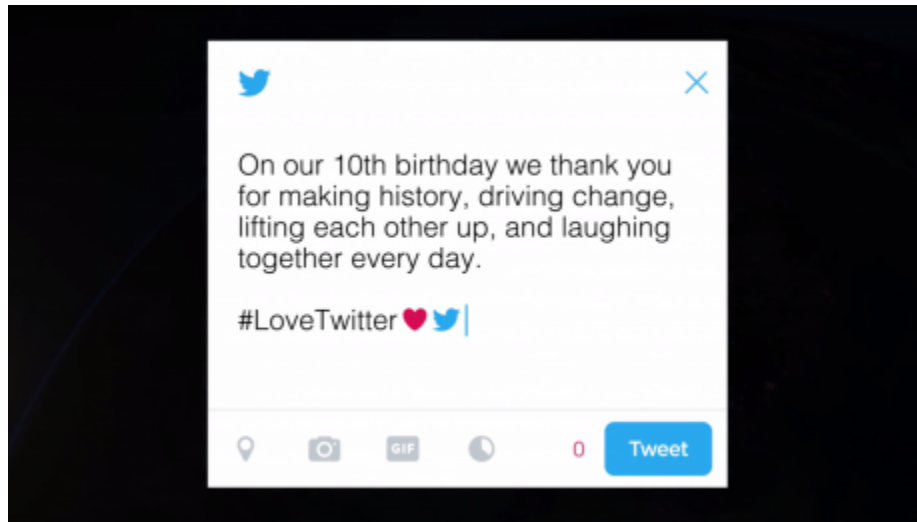 On our 10th birthday we thank you
for making history, driving change,
lifting each other up, and laughing
together every day.
#LoveTwitter
GIF
0
Tweet